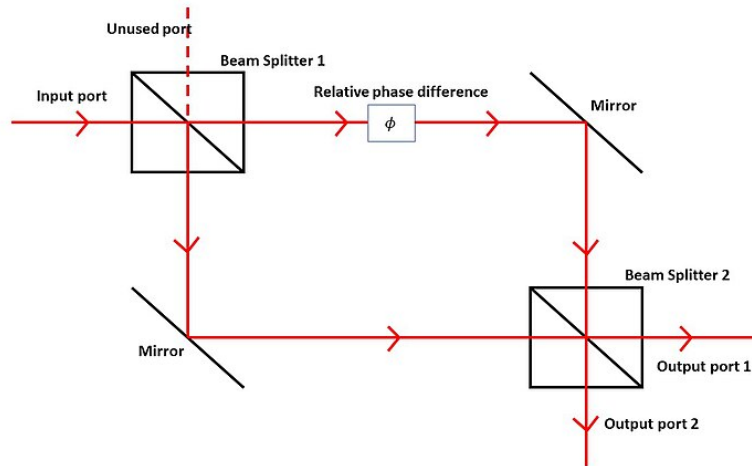 Unused port
Beam Splitter 1
Input port
Relative phase difference
Mirror
ϕ
Beam Splitter 2
Mirror
Output port 1
Output port 2